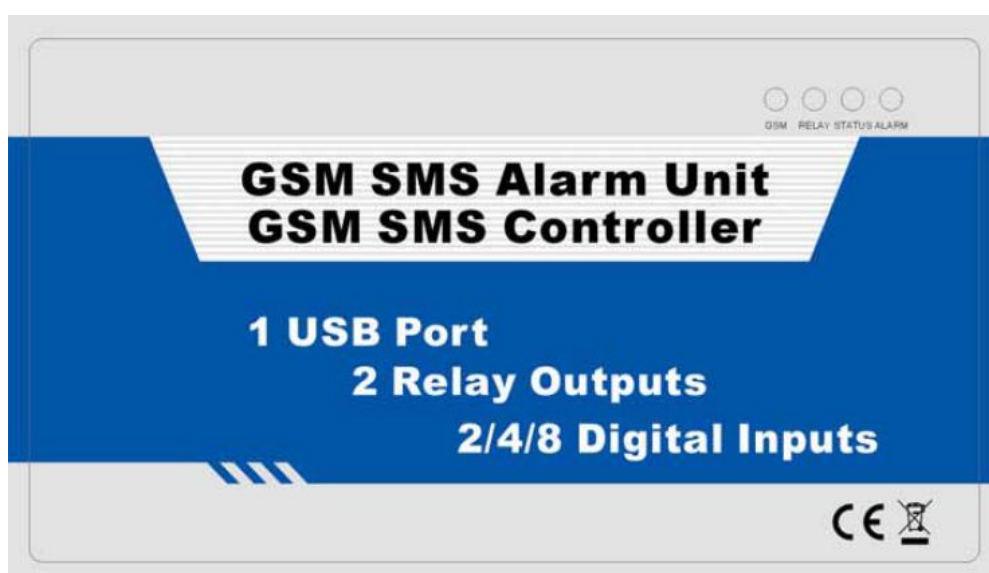 GSM RELAY STATUS ALARM
GSM SMS Alarm Unit
GSM SMS Controller
1 USB Port
2 Relay Outputs
2/4/8 Digital Inputs
CE